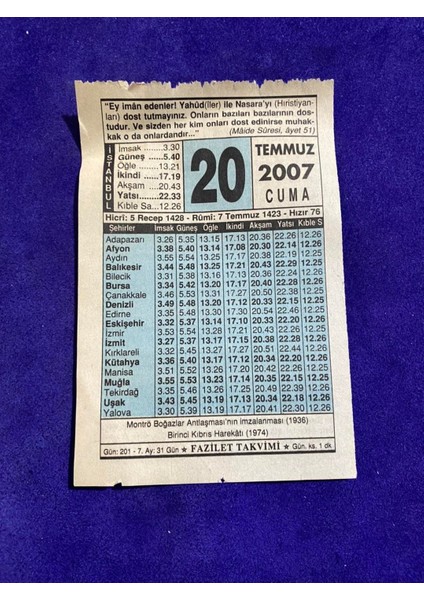 "Ey imân edenler! Yahûd(îler) ile Nasara'yı (Hıristiyan-
ları) dost tutmayınız. Onların bazıları bazılarının dos-
tudur. Ve sizden her kim onları dost edinirse muhak-
kak o da onlardandır..." (Mâide Sûresi, âyet 51)
İSTANBUL
İmsak ........3.30
Güneş ......5.40
Öğle ........13.21
İkindi .....17.19
Akşam ....20.43
Yatsı......22.33
Kıble Sa...12.26
20
TEMMUZ
2007
CUMA
Hicrî: 5 Recep 1428 - Rûmî: 7 Temmuz 1423 - Hızır 76
Şehirler İmsak Güneş Öğle İkindi Akşam Yatsı Kıble S
Adapazarı 3.26 5.35 13.15 17.13 20.36 22.26 12.26
Afyon 3.38 5.40 13.14 17.08 20.30 22.14 12.26
Aydın 3.55 5.54 13.25 17.17 20.38 22.19 12.25
Balıkesir 3.44 5.48 13.25 17.21 20.43 22.29 12.25
Bilecik 3.31 5.38 13.16 17.13 20.36 22.24 12.26
Bursa 3.34 5.42 13.20 17.17 20.40 22.28 12.26
Çanakkale 3.46 5.53 13.31 17.27 20.50 22.38 12.25
Denizli 3.49 5.48 13.20 17.12 20.32 22.15 12.25
Edirne 3.35 5.48 13.30 17.30 20.54 22.46 12.25
Eskişehir 3.32 5.37 13.14 17.10 20.33 22.20 12.26
İzmir 3.53 5.54 13.28 17.21 20.43 22.26 12.25
İzmit 3.27 5.37 13.17 17.15 20.38 22.28 12.26
Kırklareli 3.32 5.45 13.27 17.27 20.51 22.44 12.25
Kütahya 3.36 5.40 13.17 17.12 20.34 22.20 12.26
Manisa 3.51 5.52 13.26 17.20 20.41 22.25 12.25
Muğla 3.55 5.53 13.23 17.14 20.35 22.15 12.25
Tekirdağ 3.35 5.46 13.26 17.25 20.49 22.39 12.25
Uşak 3.43 5.45 13.19 17.13 20.34 22.18 12.26
Yalova 3.30 5.39 13.19 17.17 20.41 22.30 12.26
Montrö Boğazlar Antlaşması'nın imzalanması (1936)
Birinci Kıbrıs Harekâtı (1974)
Gün: 201 - 7. Ay: 31 Gün ★ FAZİLET TAKVİMİ ★ Gün. ks. 1 dk.